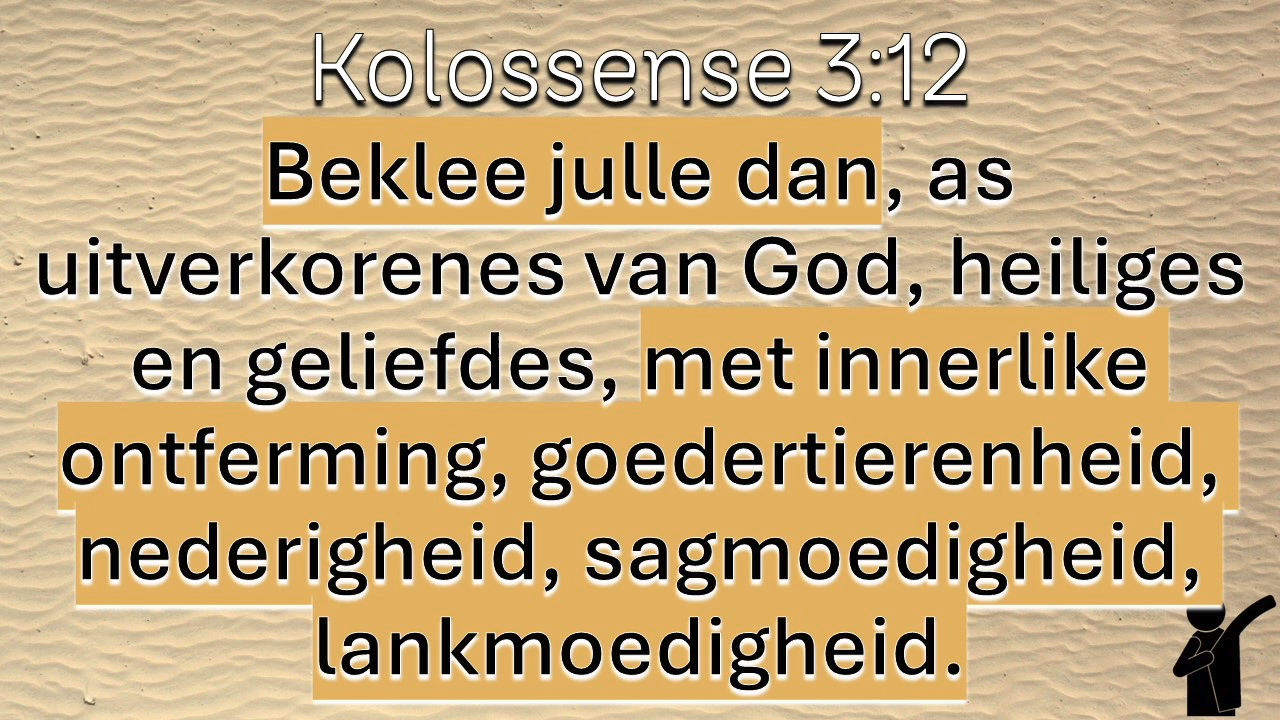 Kolossense 3:12
Beklee julle dan, as
uitverkorenes van God, heiliges
en geliefdes, met innerlike
ontferming, goedertierenheid,
nederigheid, sagmoedigheid,
lankmoedigheid.